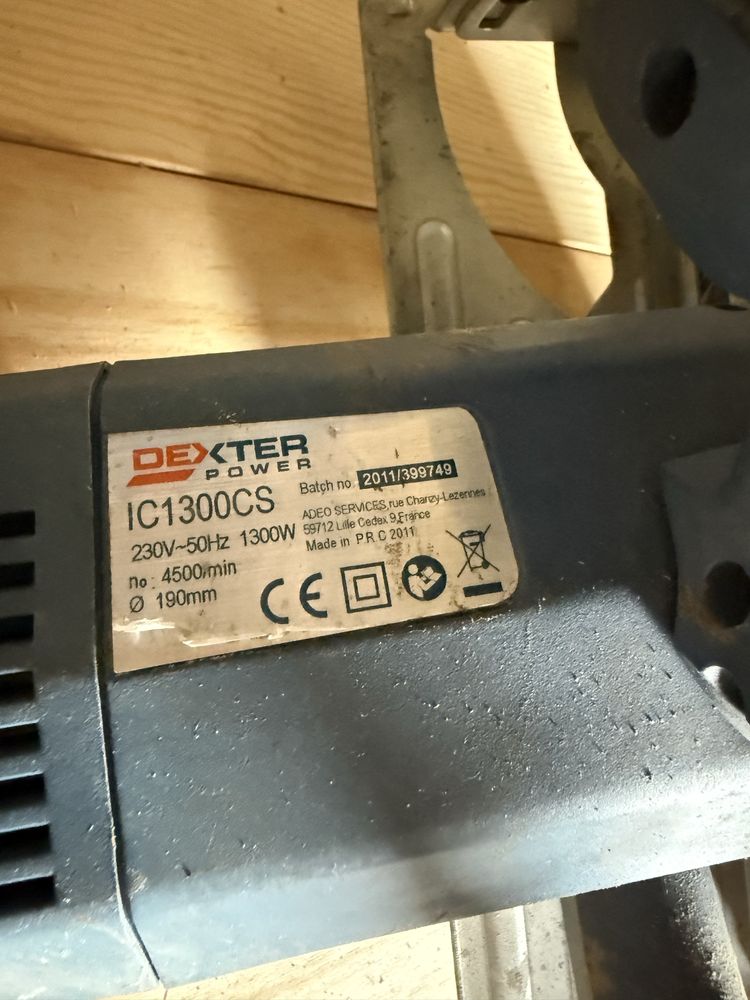 DEXTER
POWER
IC1300CS
230V~50Hz 1300W
no : 4500/min
Ø 190mm
Batch no 2011/399749
ADEO SERVICES,rue Chanzy-Lezennes
59712 Lille Cedex 9,France
Made in P R C 2011
CE